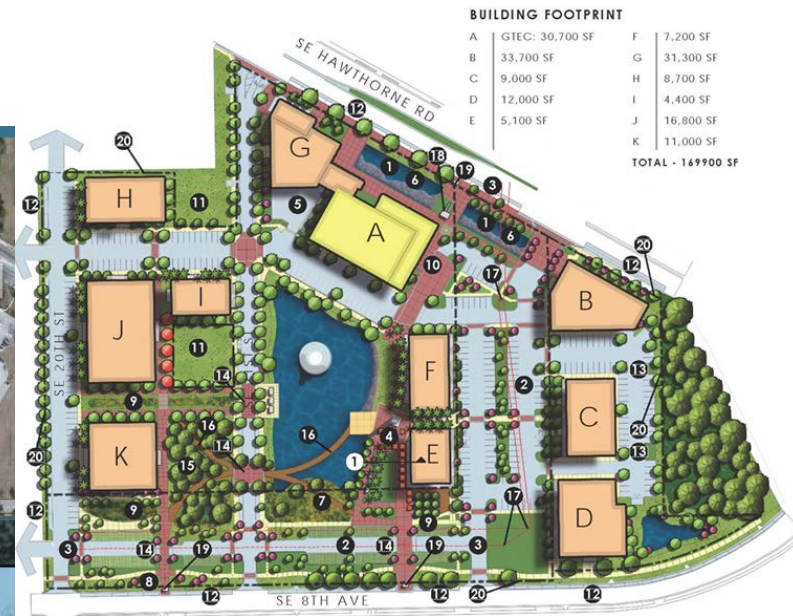 BUILDING FOOTPRINT
A GTEC: 30,700 SF F 7,200 SF
B 33,700 SF G 31,300 SF
C 9,000 SF H 8,700 SF
D 12,000 SF I 4,400 SF
E 5,100 SF J 16,800 SF
K 11,000 SF
TOTAL - 169900 SF
SE HAWTHORNE RD
12
20
18
19
G
1
6
3
H
11
12
5
A
1
6
20
12
10
17
B
I
J
SE 20TH ST
11
2
F
13
14
C
9
16
4
16
20
K
14
1
E
13
20
15
7
9
9
17
D
12
3
14
2
14
3
8
19
19
20
12
12
12
SE 8TH AVE